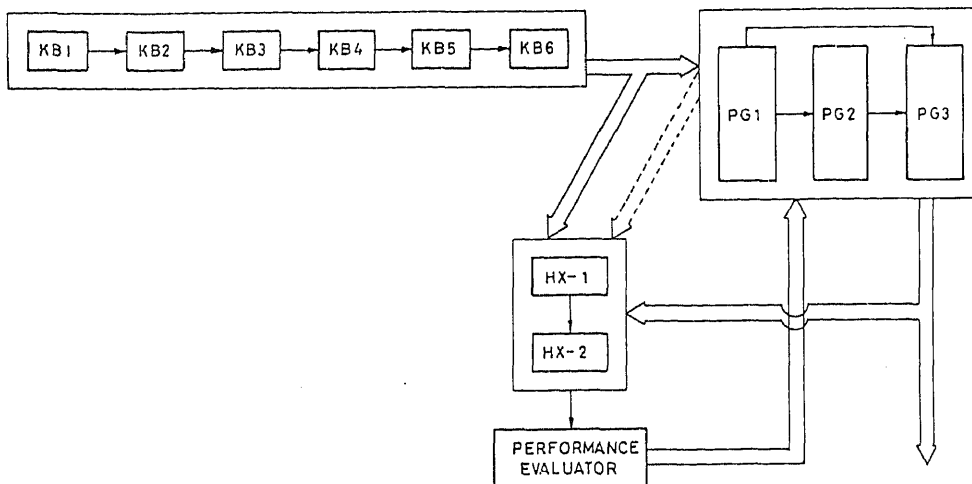 KB1 KB2 KB3 KB4 KB5 KB6
PG1 PG2 PG3
HX-1
HX-2
PERFORMANCE
EVALUATOR